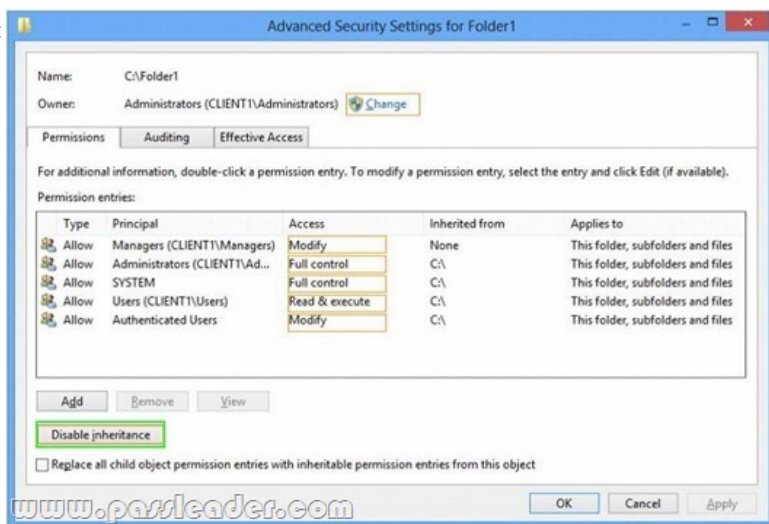 Advanced Security Settings for Folder1
Name: C:\Folder1
Owner: Administrators (CLIENT1\Administrators) Change
Permissions Auditing Effective Access
For additional information, double-click a permission entry. To modify a permission entry, select the entry and click Edit (if available).
Permission entries:
Type Principal Access Inherited from Applies to
Allow Managers (CLIENT1\Managers) Modify None This folder, subfolders and files
Allow Administrators (CLIENT1\Ad... Full control C:\ This folder, subfolders and files
Allow SYSTEM Full control C:\ This folder, subfolders and files
Allow Users (CLIENT1\Users) Read & execute C:\ This folder, subfolders and files
Allow Authenticated Users Modify C:\ This folder, subfolders and files
Add Remove View
Disable inheritance
Replace all child object permission entries with inheritable permission entries from this object
www.passleader.com
OK Cancel Apply